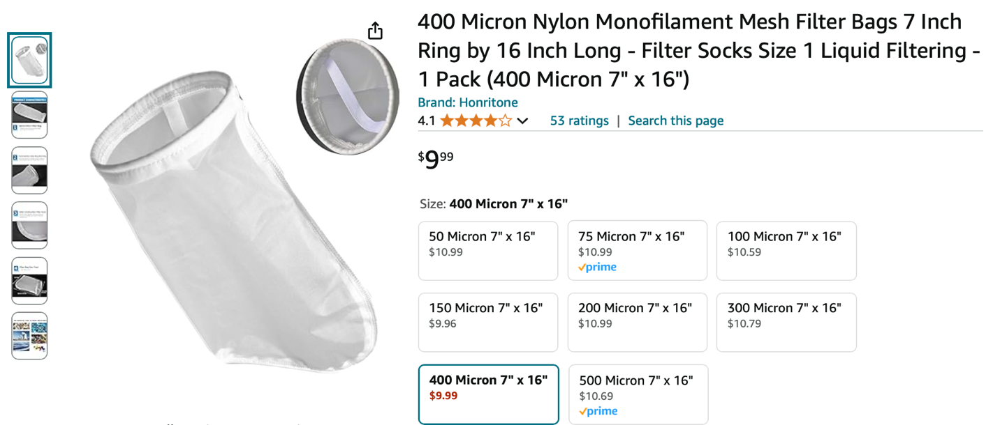 400 Micron Nylon Monofilament Mesh Filter Bags 7 Inch
Ring by 16 Inch Long - Filter Socks Size 1 Liquid Filtering -
1 Pack (400 Micron 7" x 16")
Brand: Honritone
4.1
53 ratings | Search this page
$9.99
Size: 400 Micron 7" x 16"
50 Micron 7" x 16"
$10.99
75 Micron 7" x 16"
$10.99
prime
100 Micron 7" x 16"
$10.59
150 Micron 7" x 16"
$9.96
200 Micron 7" x 16"
$10.99
300 Micron 7" x 16"
$10.79
400 Micron 7" x 16"
$9.99
500 Micron 7" x 16"
$10.69
prime